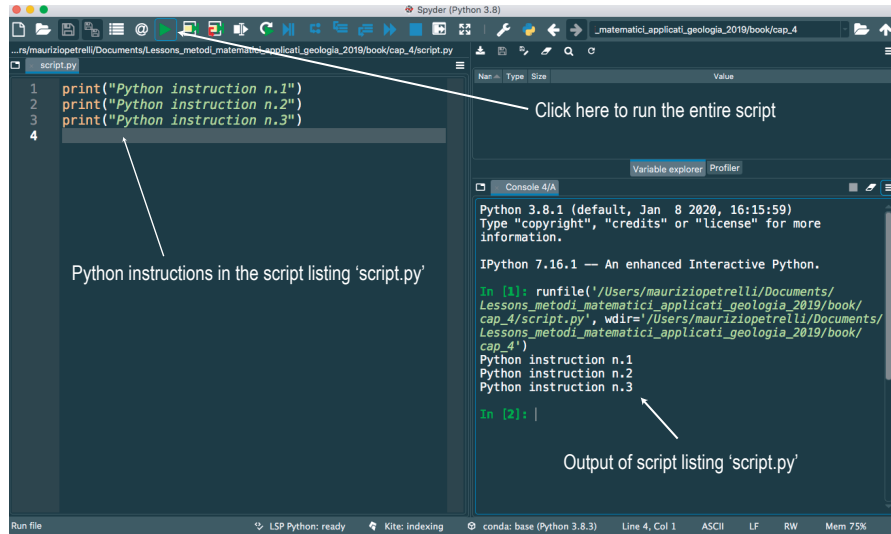 Spyder (Python 3.8)
_matematici_applicati_geologia_2019/book/cap_4
...rs/mauriziopetrelli/Documents/Lessons_metodi_matematici_applicati_geologia_2019/book/cap_4/script.py
script.py
1 print("Python instruction n.1")
2 print("Python instruction n.2")
3 print("Python instruction n.3")
4
Python instructions in the script listing ‘script.py’
Nan Type Size Value
Click here to run the entire script
Variable explorer Profiler
Console 4/A
Python 3.8.1 (default, Jan 8 2020, 16:15:59)
Type "copyright", "credits" or "license" for more
information.
IPython 7.16.1 -- An enhanced Interactive Python.
In [1]: runfile('/Users/mauriziopetrelli/Documents/
Lessons_metodi_matematici_applicati_geologia_2019/book/
cap_4/script.py', wdir='/Users/mauriziopetrelli/Documents/
Lessons_metodi_matematici_applicati_geologia_2019/book/
cap_4')
Python instruction n.1
Python instruction n.2
Python instruction n.3
In [2]:
Output of script listing ‘script.py’
Run file LSP Python: ready Kite: indexing conda: base (Python 3.8.3) Line 4, Col 1 ASCII LF RW Mem 75%